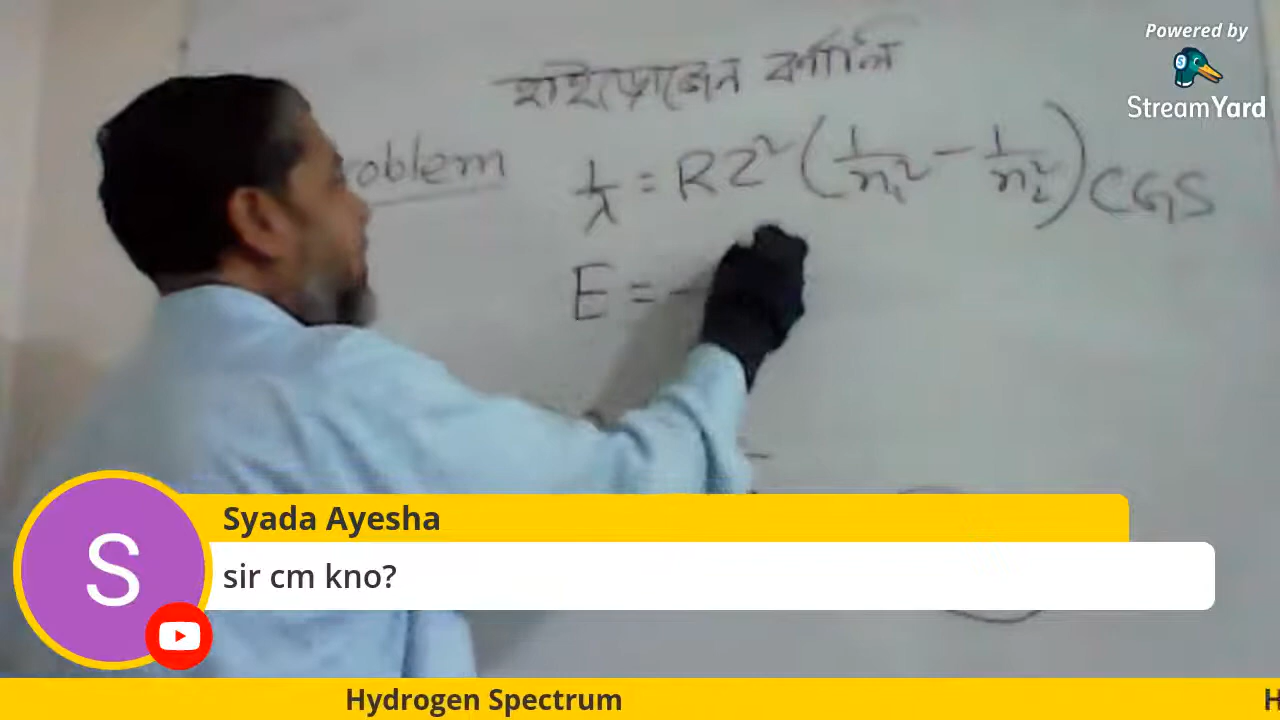 Powered by
StreamYard
হাইড্রোজেন বর্ণালি
roblem
1/λ = RZ² (1/n₁² - 1/n₂²) CGS
E = -
S
Syada Ayesha
sir cm kno?
Hydrogen Spectrum
H